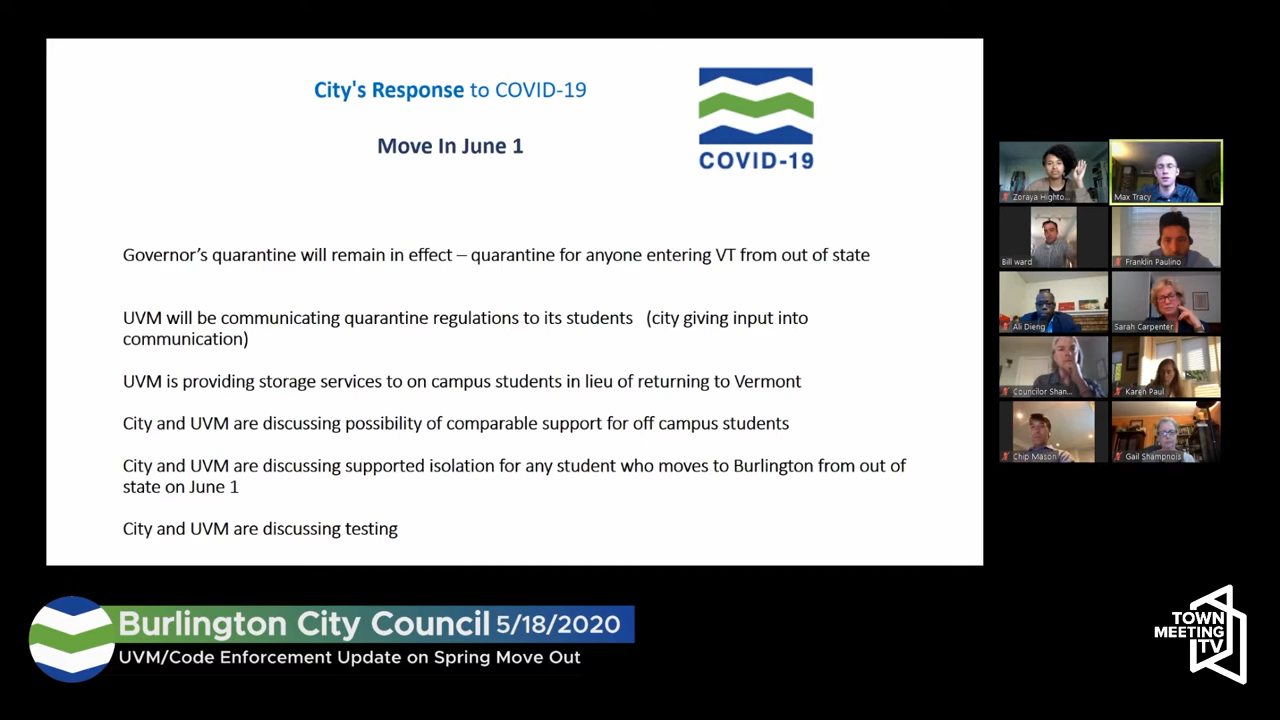 City's Response to COVID-19
Move In June 1
COVID-19
Governor's quarantine will remain in effect – quarantine for anyone entering VT from out of state
UVM will be communicating quarantine regulations to its students (city giving input into
communication)
UVM is providing storage services to on campus students in lieu of returning to Vermont
City and UVM are discussing possibility of comparable support for off campus students
City and UVM are discussing supported isolation for any student who moves to Burlington from out of
state on June 1
City and UVM are discussing testing
Zoraya Highto...
Max Tracy
Bill ward
Franklin Paulino
Ali Dieng
Sarah Carpenter
Councilor Shan...
Karen Paul
Chip Mason
Gail Shampnois
Burlington City Council 5/18/2020
UVM/Code Enforcement Update on Spring Move Out
TOWN
MEETING
TV